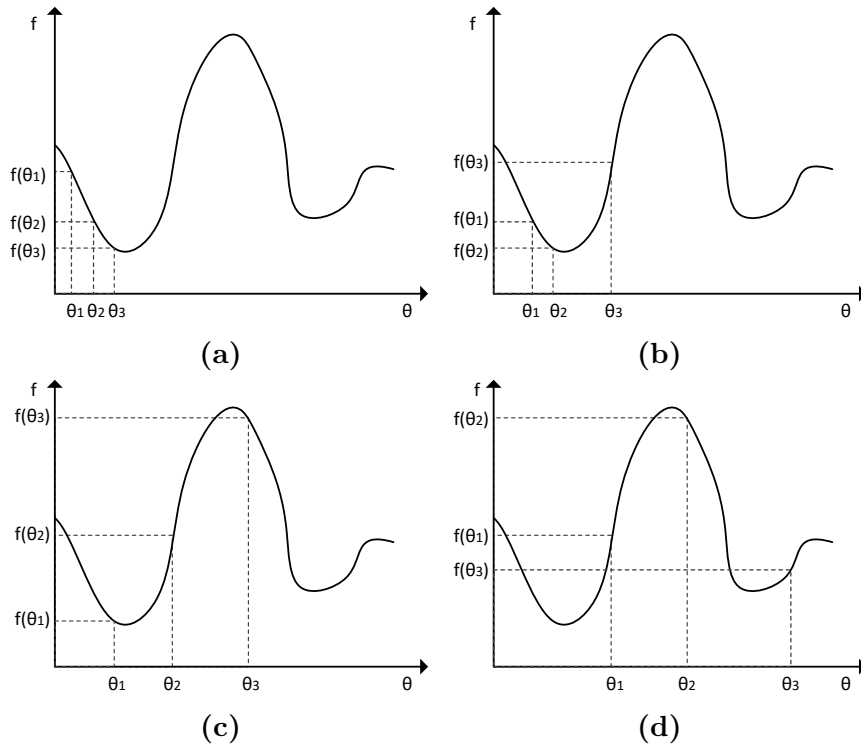 f
f(θ1)
f(θ2)
f(θ3)
θ1 θ2 θ3 θ
(a)
f
f(θ3)
f(θ1)
f(θ2)
θ1 θ2 θ3 θ
(b)
f
f(θ3)
f(θ2)
f(θ1)
θ1 θ2 θ3 θ
(c)
f
f(θ2)
f(θ1)
f(θ3)
θ1 θ2 θ3 θ
(d)